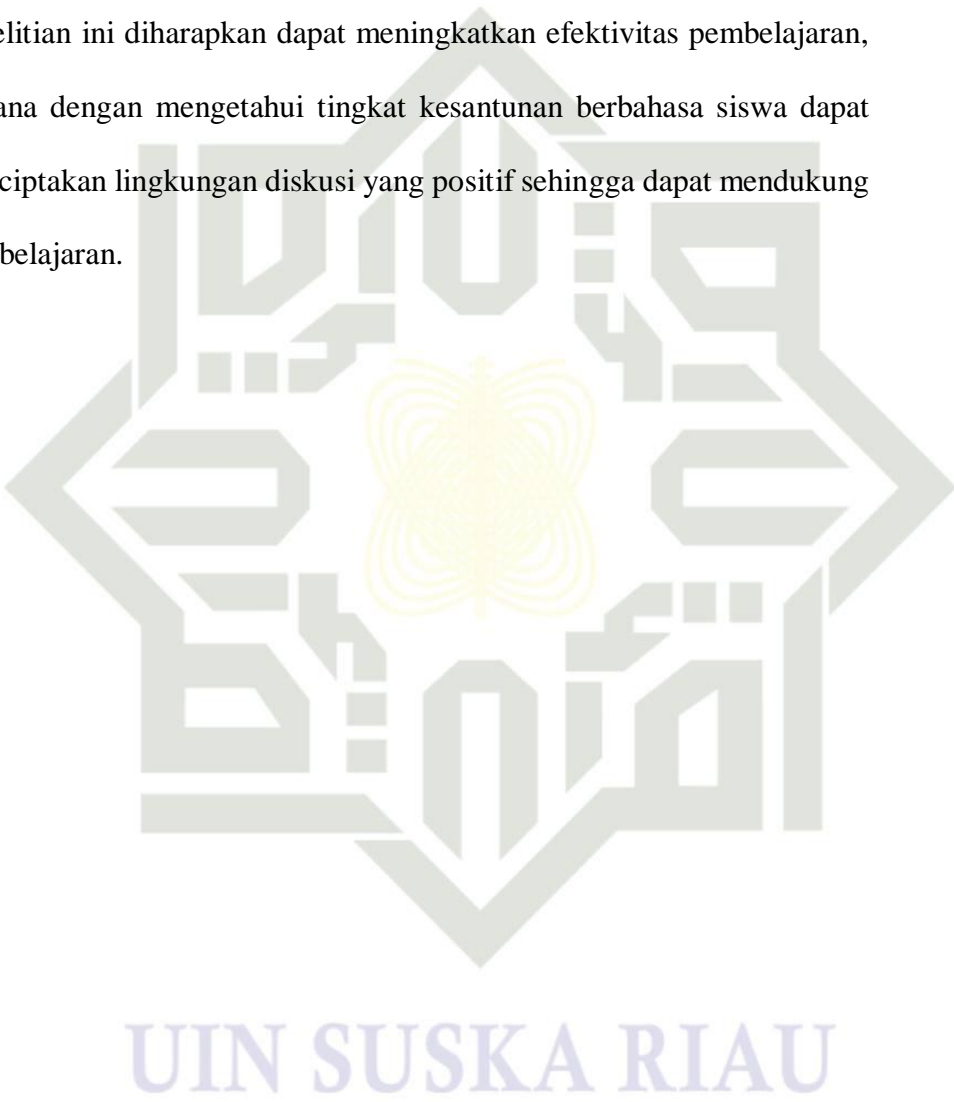 elitian ini diharapkan dapat meningkatkan efektivitas pembelajaran,
ana dengan mengetahui tingkat kesantunan berbahasa siswa dapat
ciptakan lingkungan diskusi yang positif sehingga dapat mendukung
belajaran.
UIN SUSKA RIAU